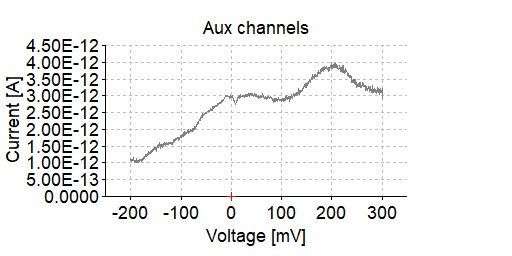 Aux channels
4.50E-12
4.00E-12
3.50E-12
3.00E-12
2.50E-12
2.00E-12
1.50E-12
1.00E-12
5.00E-13
0.0000
Current [A]
-200 -100 0 100 200 300
Voltage [mV]